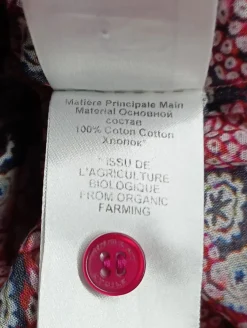 Matière Principale Main
Material Основной
состав
100% Coton Cotton
Хлопок*
* ISSU DE
L'AGRICULTURE
BIOLOGIQUE
*FROM ORGANIC
FARMING